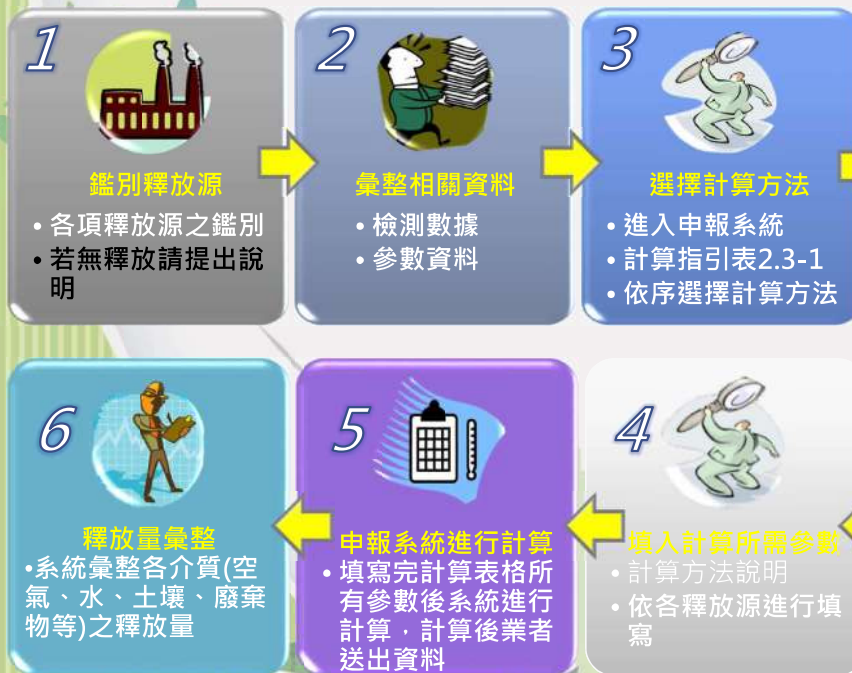 1
鑑別釋放源
• 各項釋放源之鑑別
• 若無釋放請提出說
明
2
彙整相關資料
• 檢測數據
• 參數資料
3
選擇計算方法
• 進入申報系統
• 計算指引表2.3-1
• 依序選擇計算方法
4
填入計算所需參數
• 計算方法說明
• 依各釋放源進行填
寫
5
申報系統進行計算
• 填寫完計算表格所
有參數後系統進行
計算，計算後業者
送出資料
6
釋放量彙整
•系統彙整各介質(空
氣、水、土壤、廢棄
物等)之釋放量